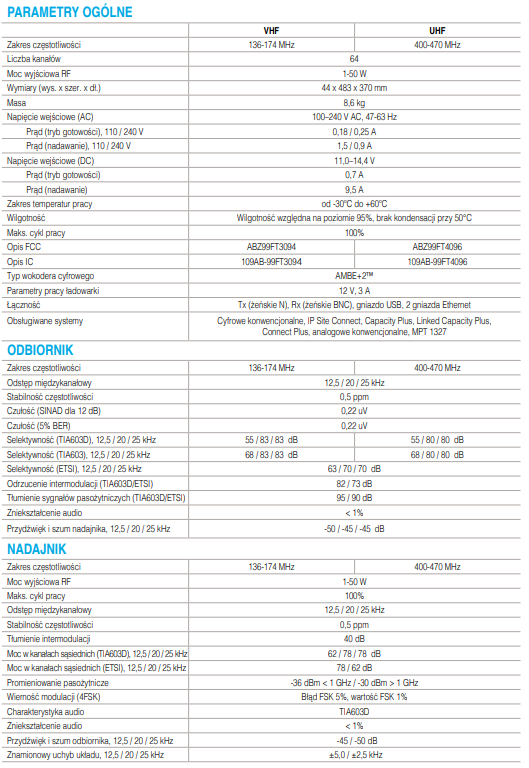 PARAMETRY OGÓLNE
VHF UHF
Zakres częstotliwości 136-174 MHz 400-470 MHz
Liczba kanałów 64
Moc wyjściowa RF 1-50 W
Wymiary (wys. x szer. x dł.) 44 x 483 x 370 mm
Masa 8,6 kg
Napięcie wejściowe (AC) 100–240 V AC, 47-63 Hz
Prąd (tryb gotowości), 110 / 240 V 0,18 / 0,25 A
Prąd (nadawanie), 110 / 240 V 1,5 / 0,9 A
Napięcie wejściowe (DC) 11,0–14,4 V
Prąd (tryb gotowości) 0,7 A
Prąd (nadawanie) 9,5 A
Zakres temperatur pracy od -30°C do +60°C
Wilgotność Wilgotność względna na poziomie 95%, brak kondensacji przy 50°C
Maks. cykl pracy 100%
Opis FCC ABZ99FT3094 ABZ99FT4096
Opis IC 109AB-99FT3094 109AB-99FT4096
Typ wokodera cyfrowego AMBE+2™
Parametry pracy ładowarki 12 V, 3 A
Łączność Tx (żeńskie N), Rx (żeńskie BNC), gniazdo USB, 2 gniazda Ethernet
Obsługiwane systemy Cyfrowe konwencjonalne, IP Site Connect, Capacity Plus, Linked Capacity Plus,
Connect Plus, analogowe konwencjonalne, MPT 1327
ODBIORNIK
Zakres częstotliwości 136-174 MHz 400-470 MHz
Odstęp międzykanałowy 12,5 / 20 / 25 kHz
Stabilność częstotliwości 0,5 ppm
Czułość (SINAD dla 12 dB) 0,22 uV
Czułość (5% BER) 0,22 uV
Selektywność (TIA603D), 12,5 / 20 / 25 kHz 55 / 83 / 83 dB 55 / 80 / 80 dB
Selektywność (TIA603), 12,5 / 20 / 25 kHz 68 / 83 / 83 dB 68 / 80 / 80 dB
Selektywność (ETSI), 12,5 / 20 / 25 kHz 63 / 70 / 70 dB
Odrzucenie intermodulacji (TIA603D/ETSI) 82 / 73 dB
Tłumienie sygnałów pasożytniczych (TIA603D/ETSI) 95 / 90 dB
Zniekształcenie audio < 1%
Przydźwięk i szum nadajnika, 12,5 / 20 / 25 kHz -50 / -45 / -45 dB
NADAJNIK
Zakres częstotliwości 136-174 MHz 400-470 MHz
Moc wyjściowa RF 1-50 W
Maks. cykl pracy 100%
Odstęp międzykanałowy 12,5 / 20 / 25 kHz
Stabilność częstotliwości 0,5 ppm
Tłumienie intermodulacji 40 dB
Moc w kanałach sąsiednich (TIA603D), 12,5 / 20 / 25 kHz 62 / 78 / 78 dB
Moc w kanałach sąsiednich (ETSI), 12,5 / 20 / 25 kHz 78 / 62 dB
Promieniowanie pasożytnicze -36 dBm < 1 GHz / -30 dBm > 1 GHz
Wierność modulacji (4FSK) Błąd FSK 5%, wartość FSK 1%
Charakterystyka audio TIA603D
Zniekształcenie audio < 1%
Przydźwięk i szum odbiornika, 12,5 / 20 / 25 kHz -45 / -50 dB
Znamionowy uchyb układu, 12,5 / 20 / 25 kHz ±5,0 / ±2,5 kHz